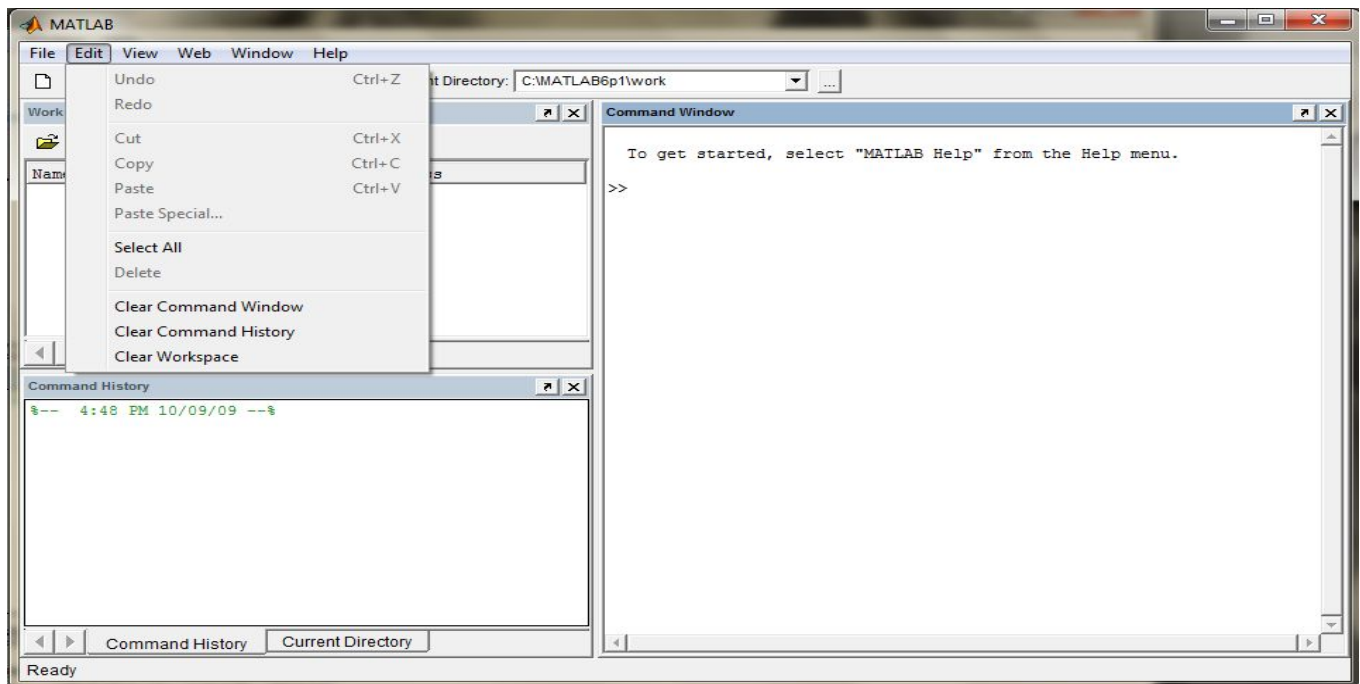 MATLAB
File Edit View Web Window Help
Undo Ctrl+Z
Redo
Cut Ctrl+X
Copy Ctrl+C
Paste Ctrl+V
Paste Special...
Select All
Delete
Clear Command Window
Clear Command History
Clear Workspace
Directory: C:\MATLAB6p1\work ...
Command Window
To get started, select "MATLAB Help" from the Help menu.
>>
Command History
%-- 4:48 PM 10/09/09 --%
Command History Current Directory
Ready